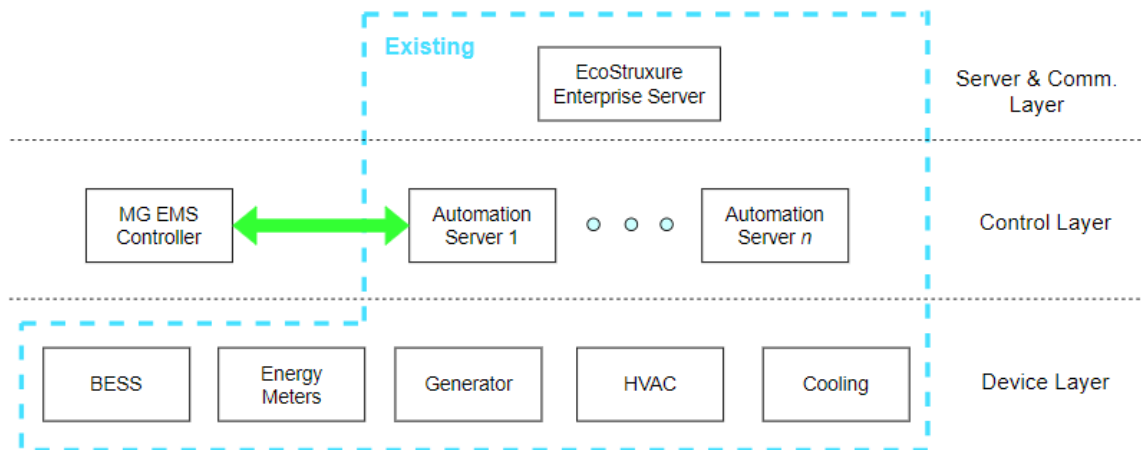 Existing
EcoStruxure
Enterprise Server
Server & Comm.
Layer
MG EMS
Controller
Automation
Server 1
Automation
Server n
Control Layer
BESS
Energy
Meters
Generator
HVAC
Cooling
Device Layer